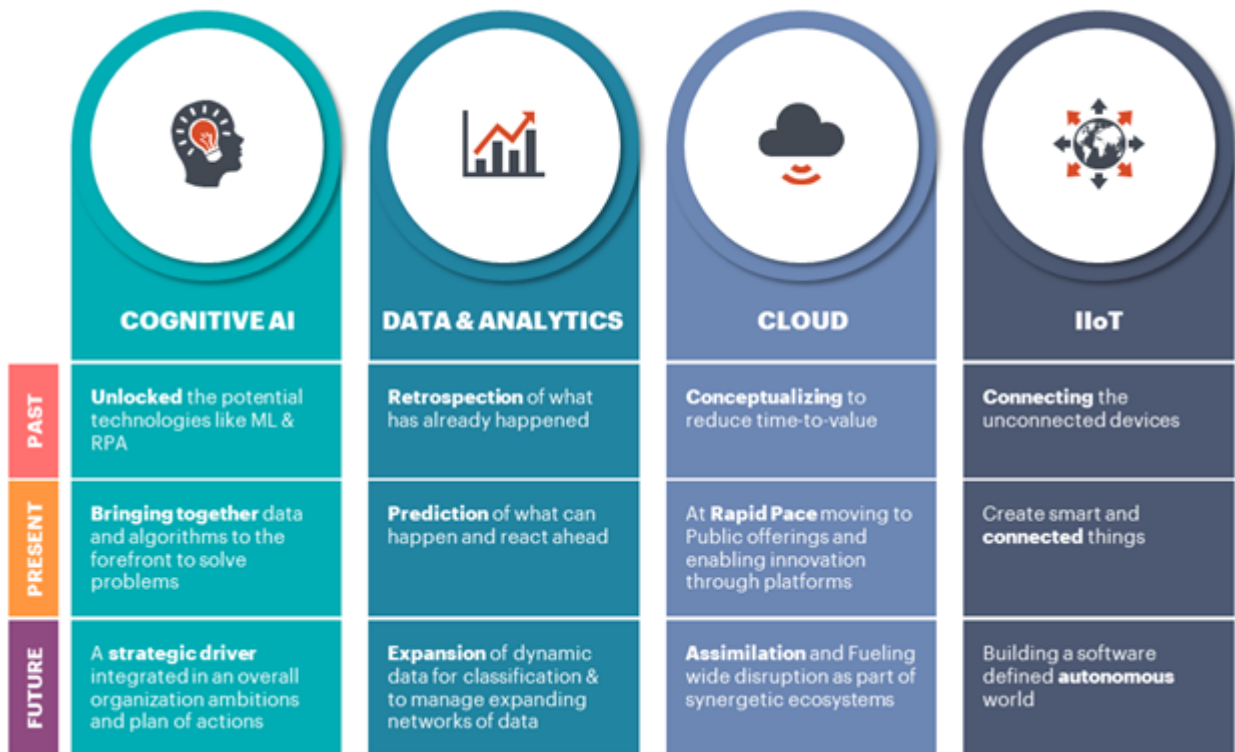 COGNITIVE AI
DATA & ANALYTICS
CLOUD
IIoT
PAST
Unlocked the potential
technologies like ML &
RPA
Retrospection of what
has already happened
Conceptualizing to
reduce time-to-value
Connecting the
unconnected devices
PRESENT
Bringing together data
and algorithms to the
forefront to solve
problems
Prediction of what can
happen and react ahead
At Rapid Pace moving to
Public offerings and
enabling innovation
through platforms
Create smart and
connected things
FUTURE
A strategic driver
integrated in an overall
organization ambitions
and plan of actions
Expansion of dynamic
data for classification &
to manage expanding
networks of data
Assimilation and Fueling
wide disruption as part of
synergetic ecosystems
Building a software
defined autonomous
world